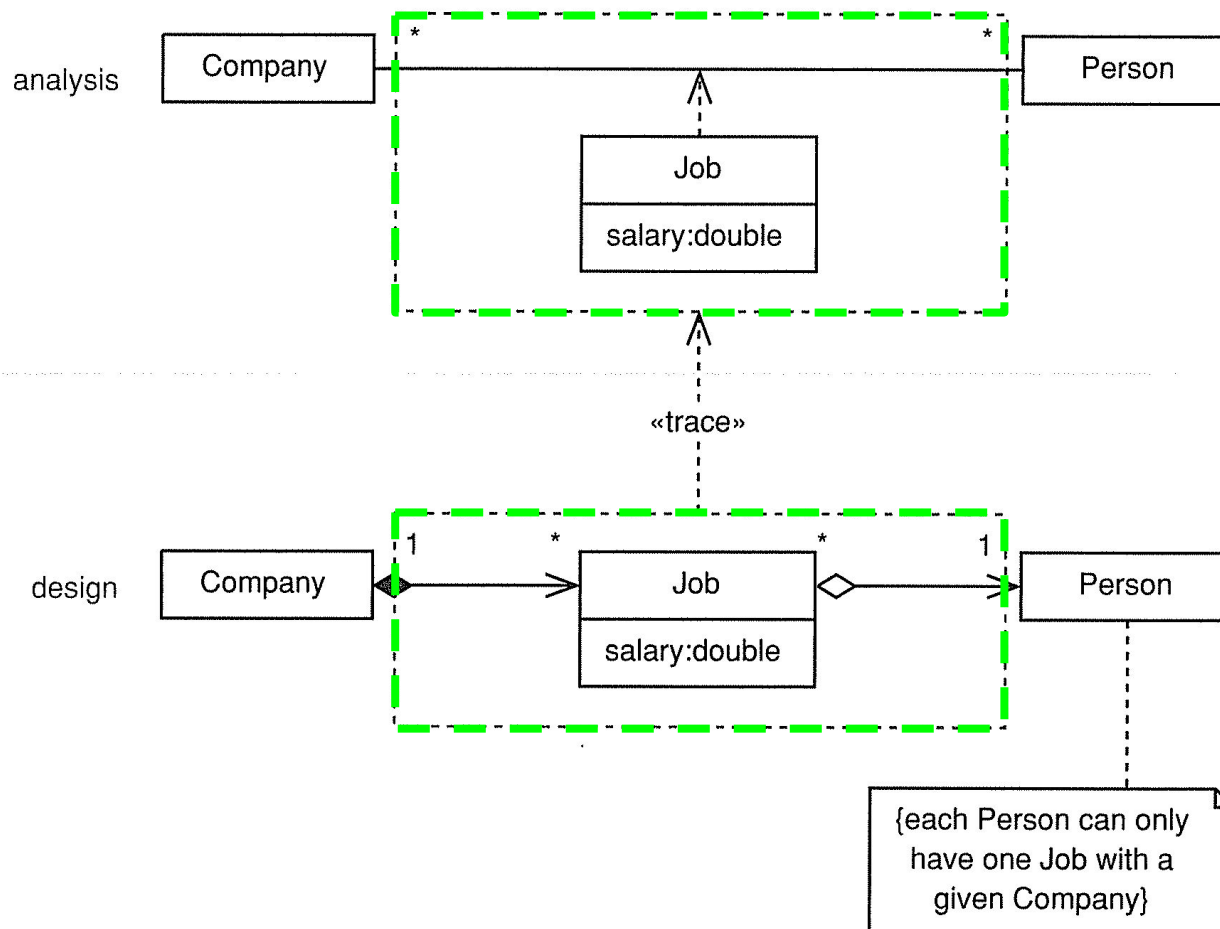 * *
analysis Company Person
Job
salary:double
«trace»
1 * * 1
design Company Job Person
salary:double
{each Person can only
have one Job with a
given Company}